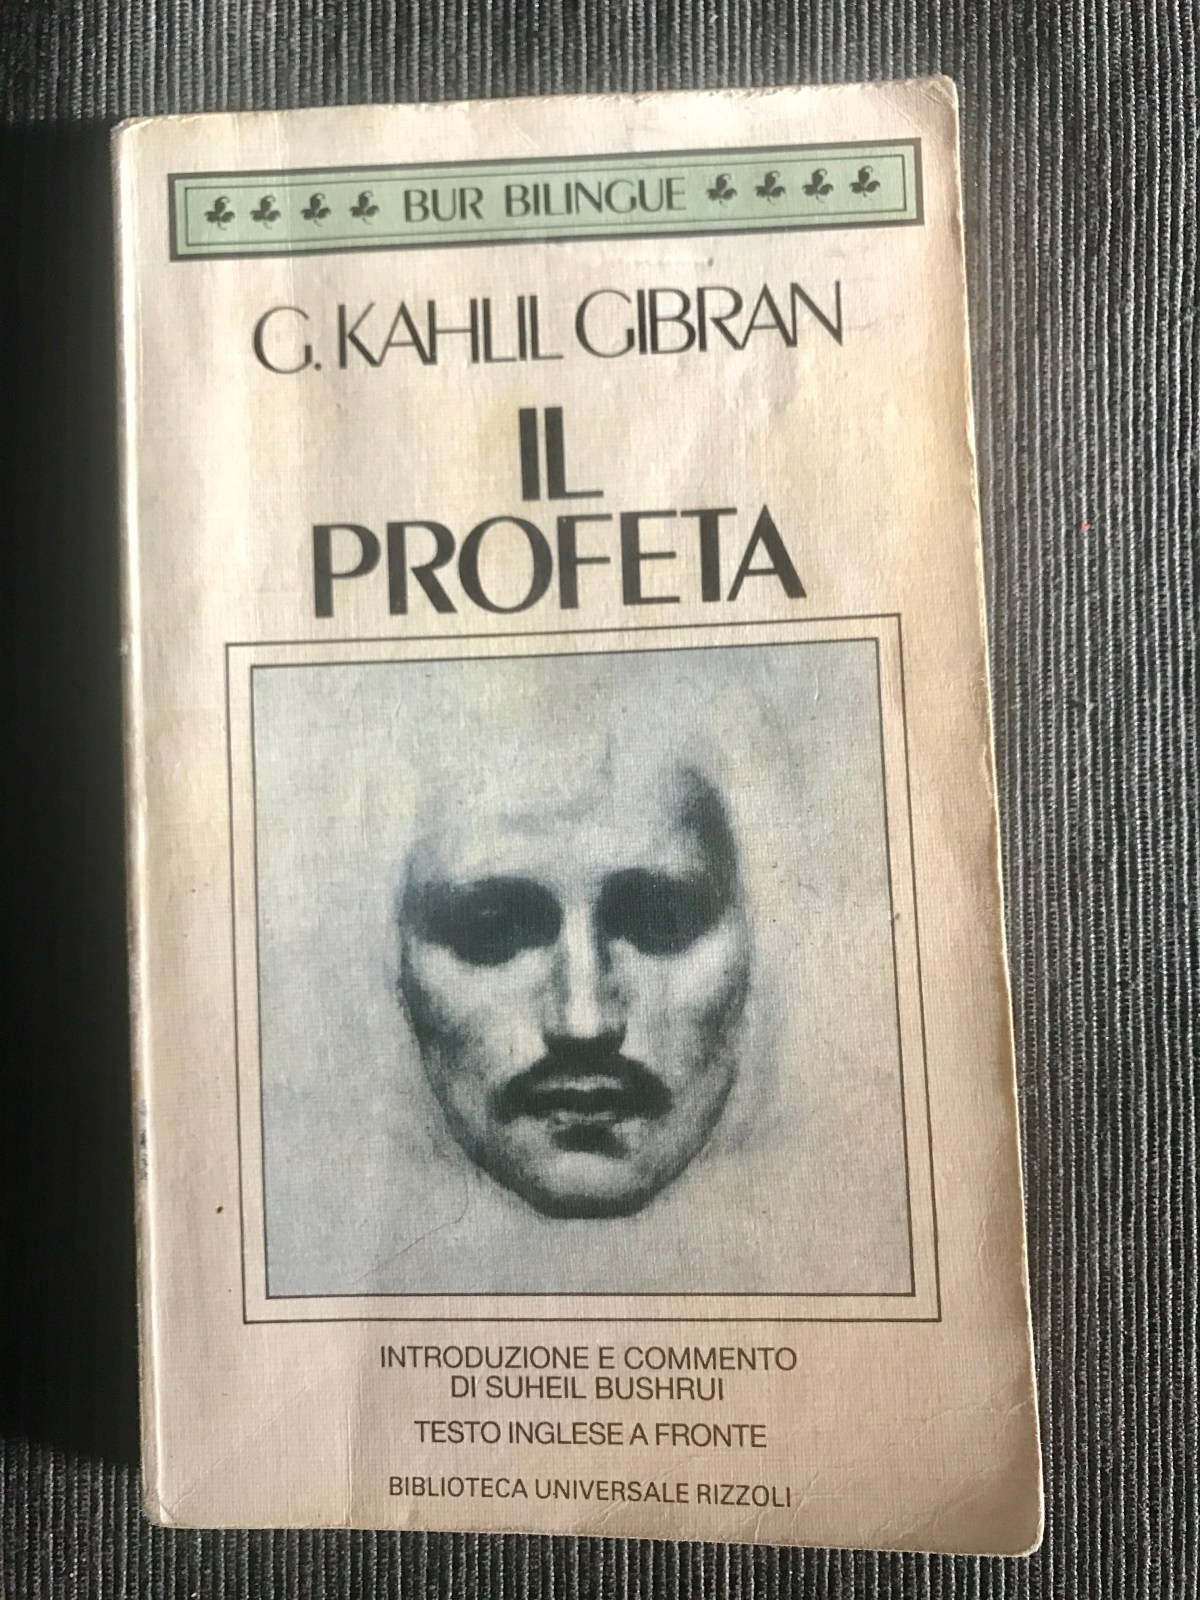 BUR BILINGUE
G. KAHLIL GIBRAN
IL
PROFETA
INTRODUZIONE E COMMENTO
DI SUHEIL BUSHRUI
TESTO INGLESE A FRONTE
BIBLIOTECA UNIVERSALE RIZZOLI